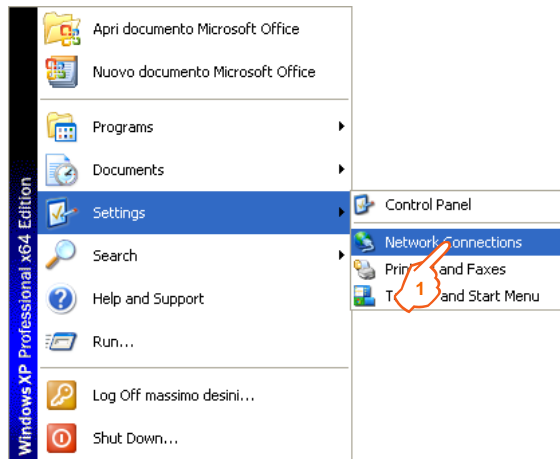 Apri documento Microsoft Office
Nuovo documento Microsoft Office
Programs
Documents
Settings
Search
Help and Support
Run...
Log Off massimo desini...
Shut Down...
Windows XP Professional x64 Edition
Control Panel
Network Connections
and Faxes
and Start Menu
1